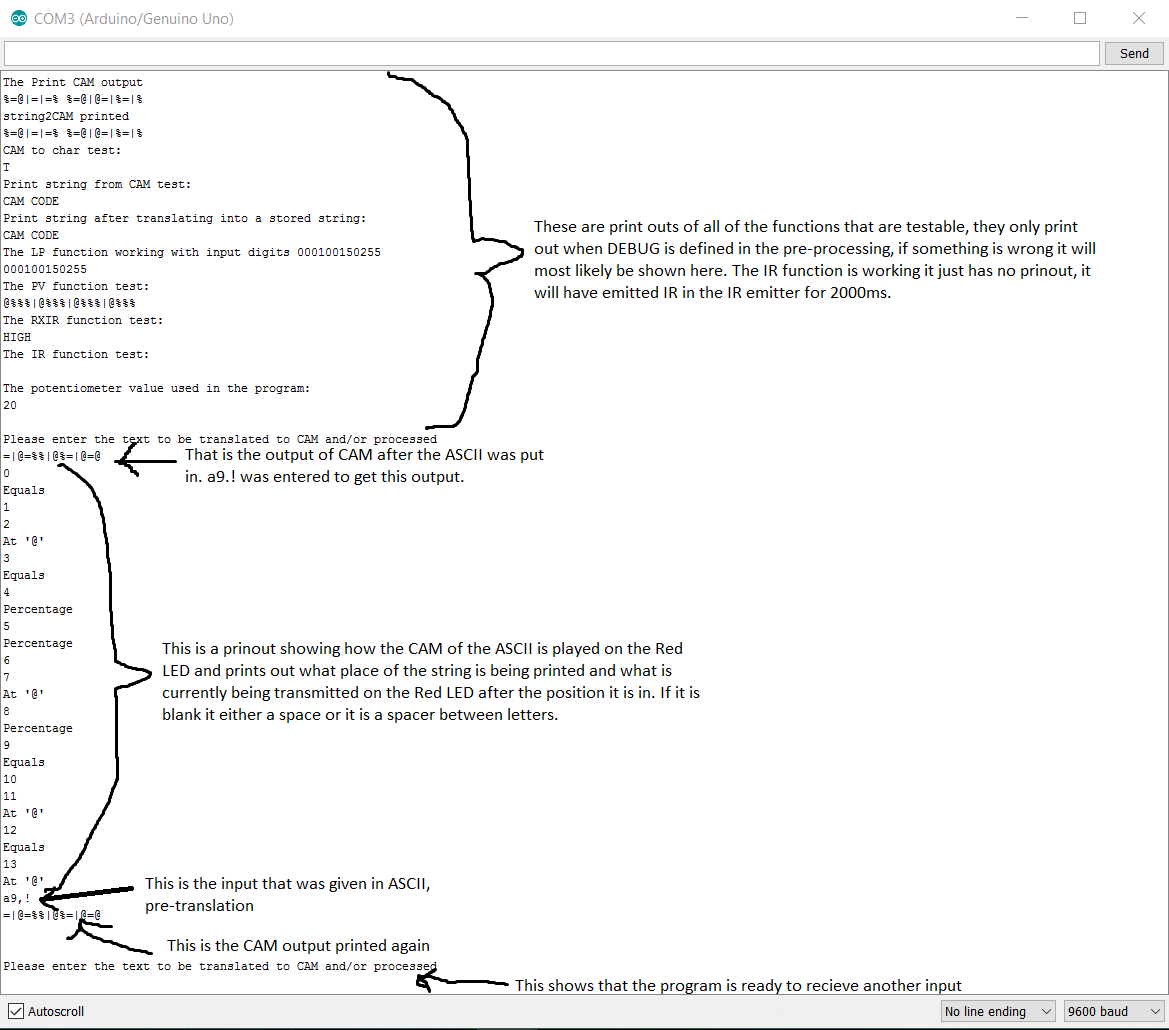 COM3 (Arduino/Genuino Uno)
Send
The Print CAM output
%=@|=|=% %=@|@=|%=|%
string2CAM printed
%=@|=|=% %=@|@=|%=|%
CAM to char test:
T
Print string from CAM test:
CAM CODE
Print string after translating into a stored string:
CAM CODE
The LP function working with input digits 000100150255
000100150255
The PV function test:
@%%%|@%%%|@%%%|@%%%
The RXIR function test:
HIGH
The IR function test:
The potentiometer value used in the program:
20
These are print outs of all of the functions that are testable, they only print
out when DEBUG is defined in the pre-processing, if something is wrong it will
most likely be shown here. The IR function is working it just has no prinout, it
will have emitted IR in the IR emitter for 2000ms.
Please enter the text to be translated to CAM and/or processed
=|@=%%|@%=|@=@
That is the output of CAM after the ASCII was put
in. a9.! was entered to get this output.
0
Equals
1
2
At '@'
3
Equals
4
Percentage
5
Percentage
6
7
At '@'
8
Percentage
9
Equals
10
11
At '@'
12
Equals
13
At '@'
This is a prinout showing how the CAM of the ASCII is played on the Red
LED and prints out what place of the string is being printed and what is
currently being transmitted on the Red LED after the position it is in. If it is
blank it either a space or it is a spacer between letters.
a9,!
This is the input that was given in ASCII,
pre-translation
=|@=%%|@%=|@=@
This is the CAM output printed again
Please enter the text to be translated to CAM and/or processed
This shows that the program is ready to recieve another input
Autoscroll
No line ending
9600 baud